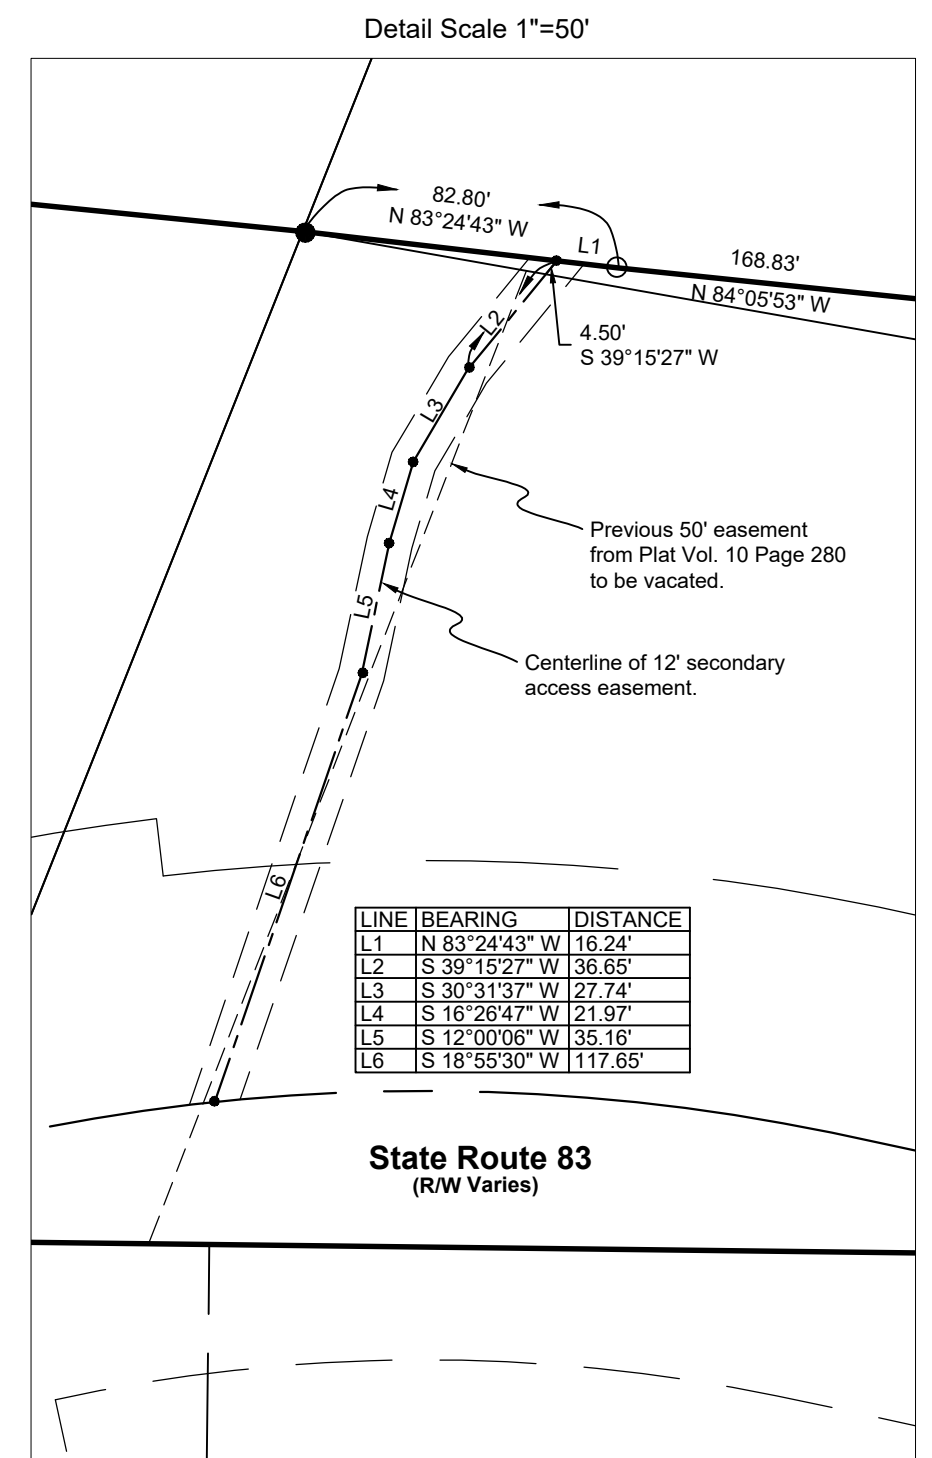 Detail Scale 1"=50'
82.80'
N 83°24'43" W
L1
168.83'
N 84°05'53" W
L2
4.50'
S 39°15'27" W
L3
L4
Previous 50' easement
from Plat Vol. 10 Page 280
to be vacated.
L5
Centerline of 12' secondary
access easement.
L6
LINE BEARING DISTANCE
L1 N 83°24'43" W 16.24'
L2 S 39°15'27" W 36.65'
L3 S 30°31'37" W 27.74'
L4 S 16°26'47" W 21.97'
L5 S 12°00'06" W 35.16'
L6 S 18°55'30" W 117.65'
State Route 83
(R/W Varies)